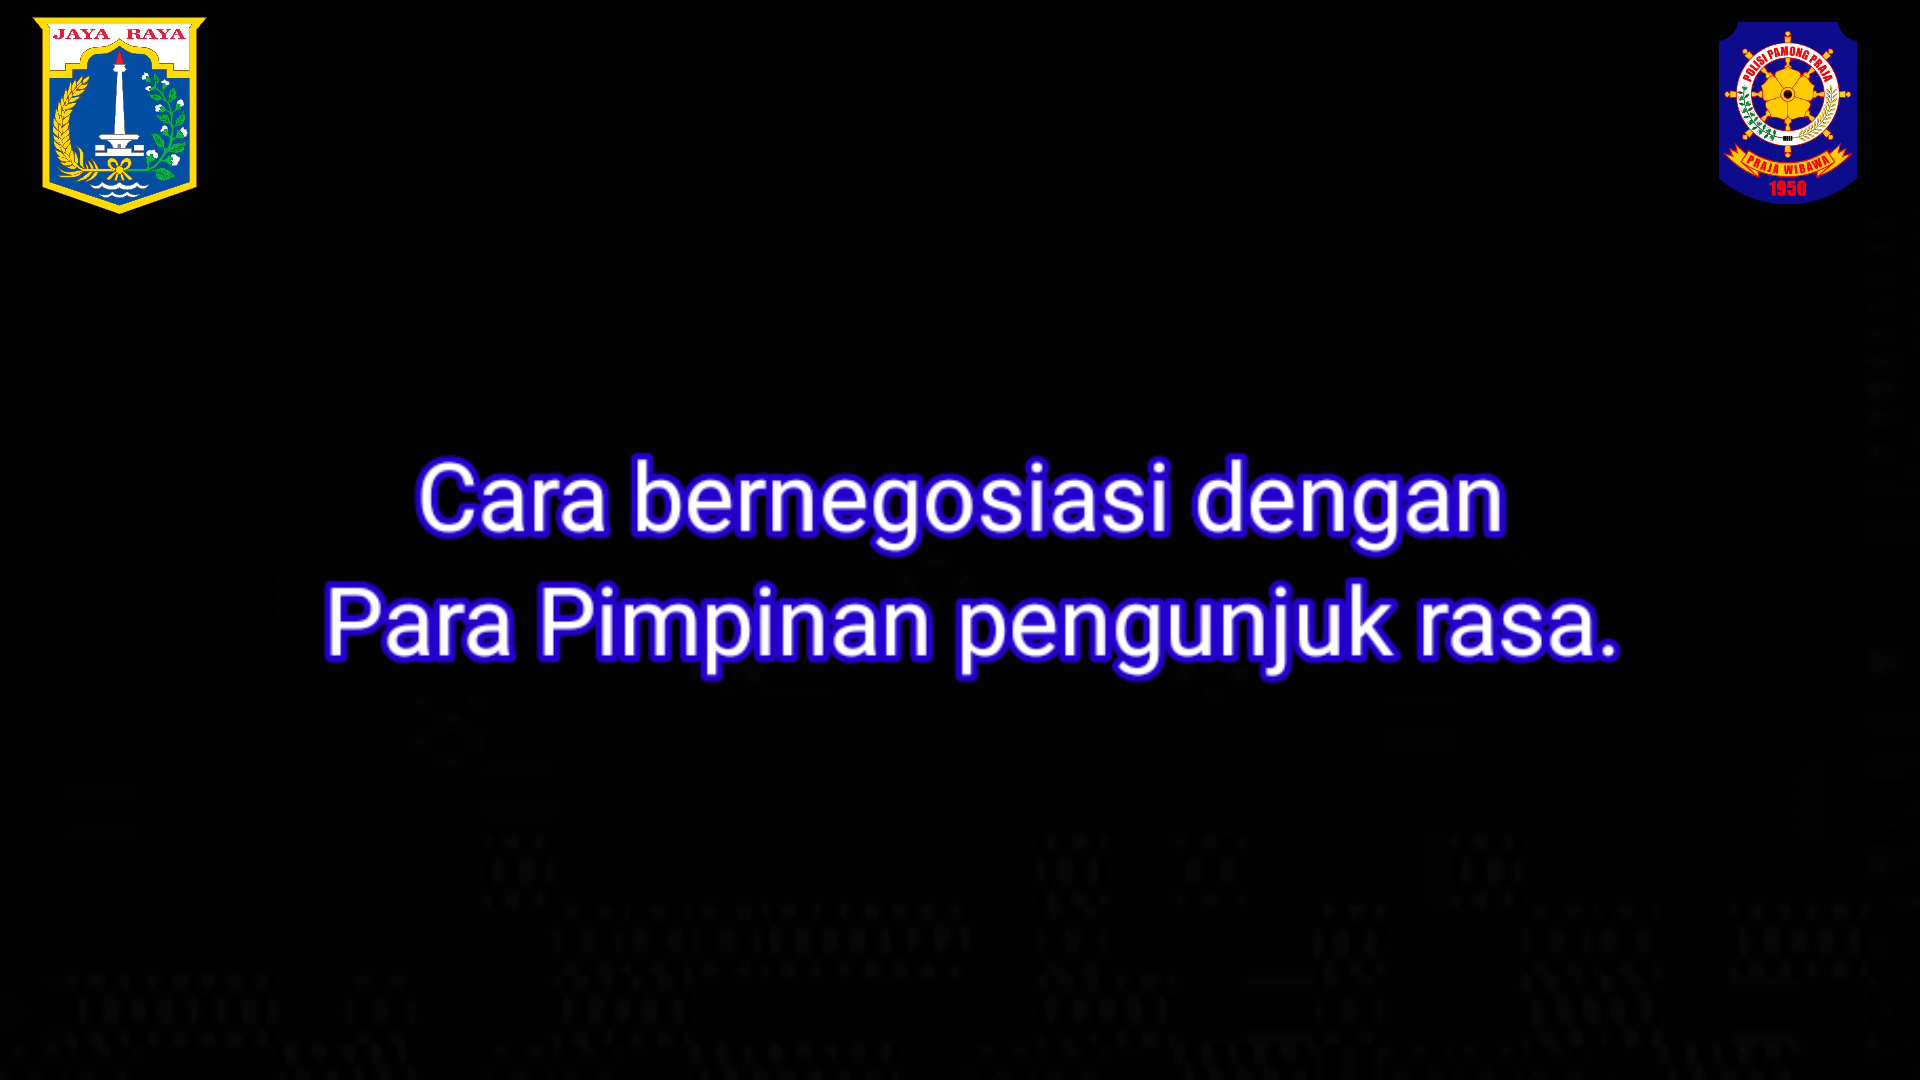 JAYA RAYA
POLISI PAMONG PRAJA
PRAJA WIBAWA
1950
Cara bernegosiasi dengan
Para Pimpinan pengunjuk rasa.